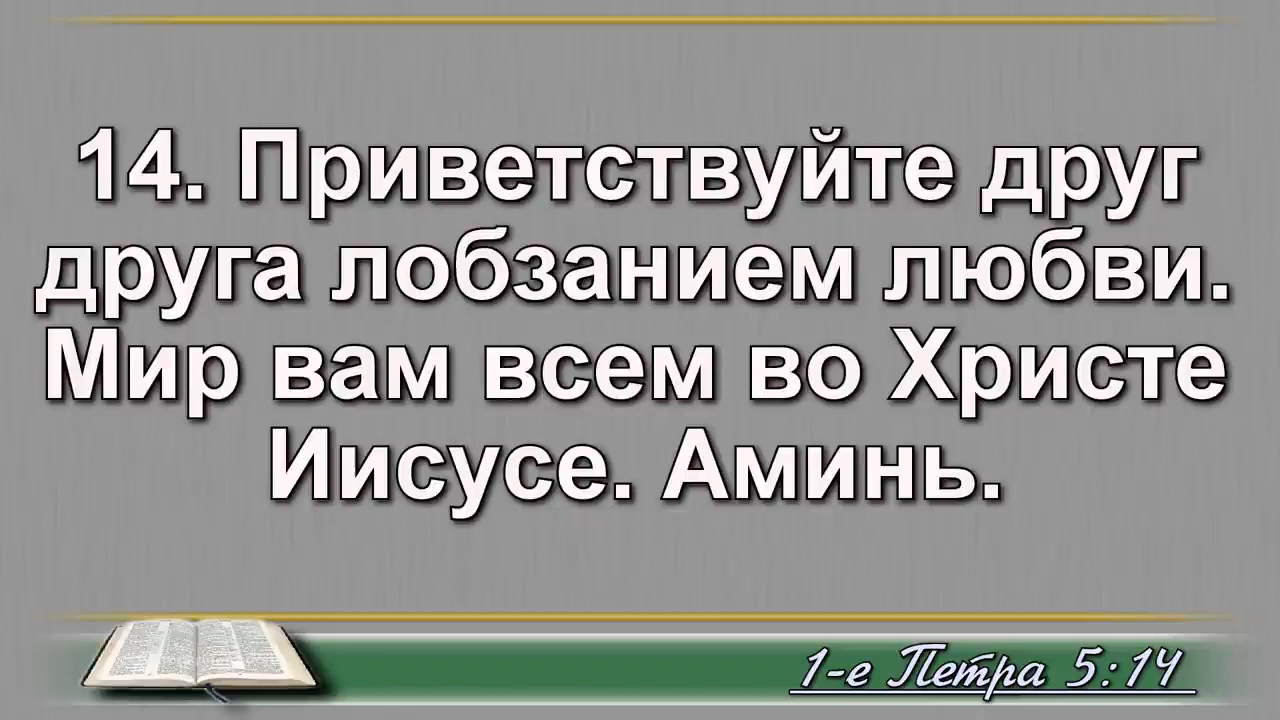 14. Приветствуйте друг
друга лобзанием любви.
Мир вам всем во Христе
Иисусе. Аминь.
1-е Петра 5:14